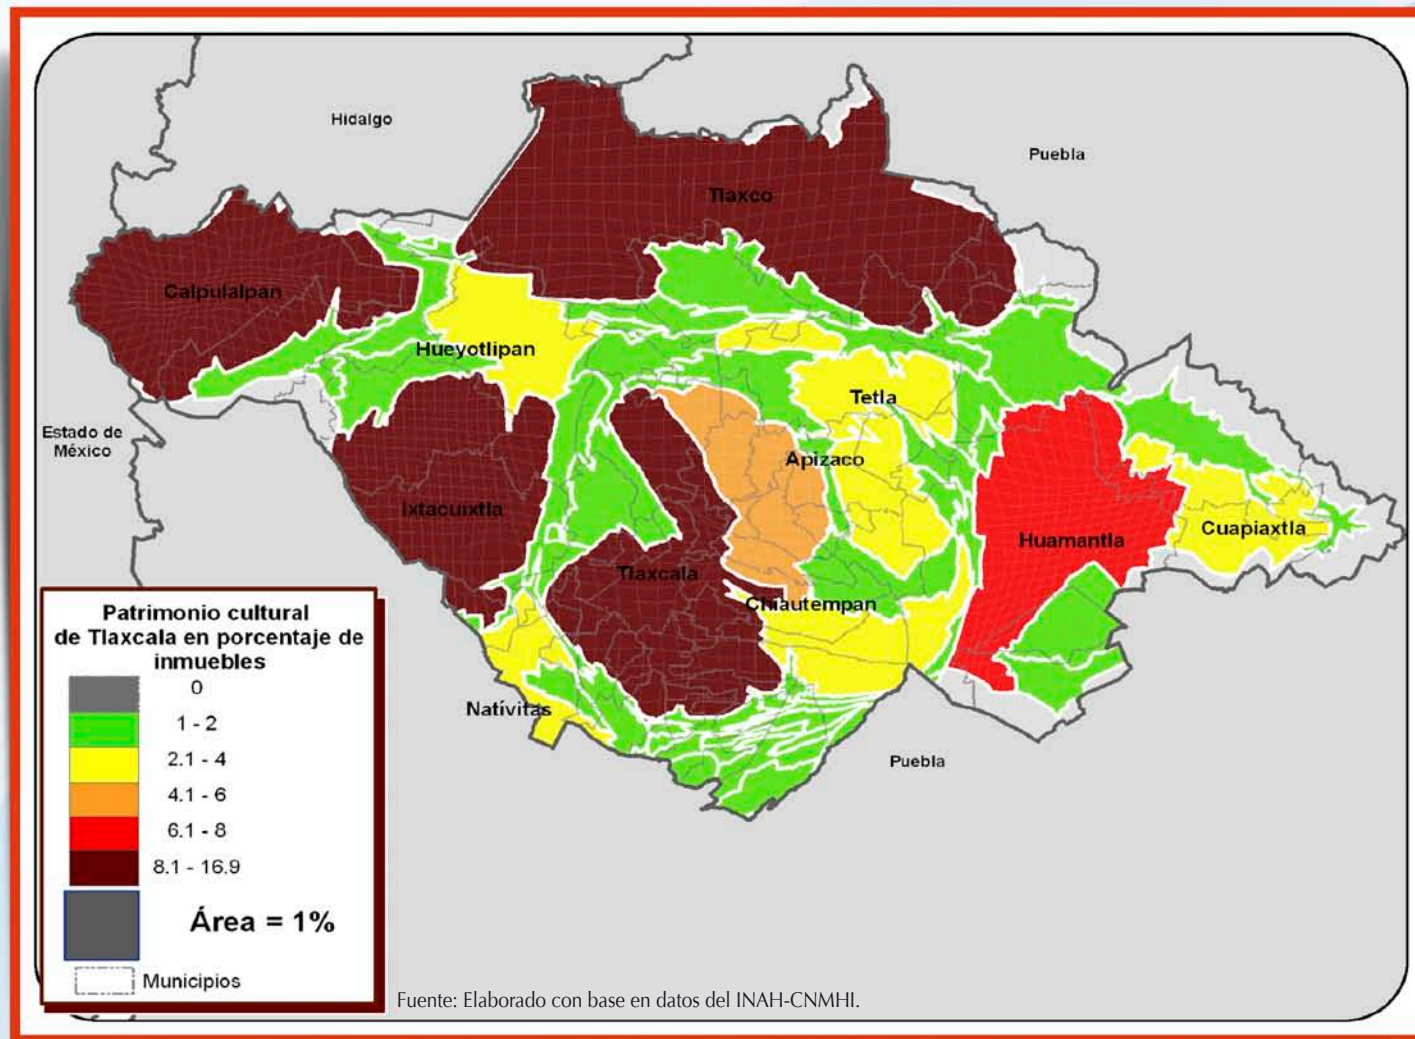 Hidalgo
Puebla
Tlaxco
Calpulalpan
Hueyotlipan
Tetla
Estado de
México
Apizaco
Ixtacuixtla
Cuapiaxtla
Huamantla
Tlaxcala
Chiautempan
Natívitas
Puebla
Patrimonio cultural
de Tlaxcala en porcentaje de
inmuebles
0
1 - 2
2.1 - 4
4.1 - 6
6.1 - 8
8.1 - 16.9
Área = 1%
Municipios
Fuente: Elaborado con base en datos del INAH-CNMHI.